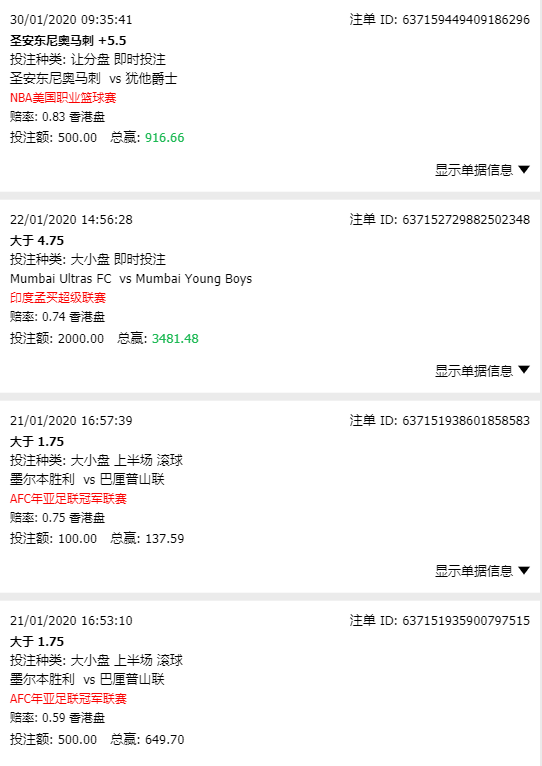 30/01/2020 09:35:41 注单 ID: 637159449409186296
圣安东尼奥马刺 +5.5
投注种类: 让分盘 即时投注
圣安东尼奥马刺 vs 犹他爵士
NBA美国职业篮球赛
赔率: 0.83 香港盘
投注额: 500.00 总赢: 916.66
显示单据信息 ▼
22/01/2020 14:56:28 注单 ID: 637152729882502348
大于 4.75
投注种类: 大小盘 即时投注
Mumbai Ultras FC vs Mumbai Young Boys
印度孟买超级联赛
赔率: 0.74 香港盘
投注额: 2000.00 总赢: 3481.48
显示单据信息 ▼
21/01/2020 16:57:39 注单 ID: 637151938601858583
大于 1.75
投注种类: 大小盘 上半场 滚球
墨尔本胜利 vs 巴厘普山联
AFC年亚足联冠军联赛
赔率: 0.75 香港盘
投注额: 100.00 总赢: 137.59
显示单据信息 ▼
21/01/2020 16:53:10 注单 ID: 637151935900797515
大于 1.75
投注种类: 大小盘 上半场 滚球
墨尔本胜利 vs 巴厘普山联
AFC年亚足联冠军联赛
赔率: 0.59 香港盘
投注额: 500.00 总赢: 649.70